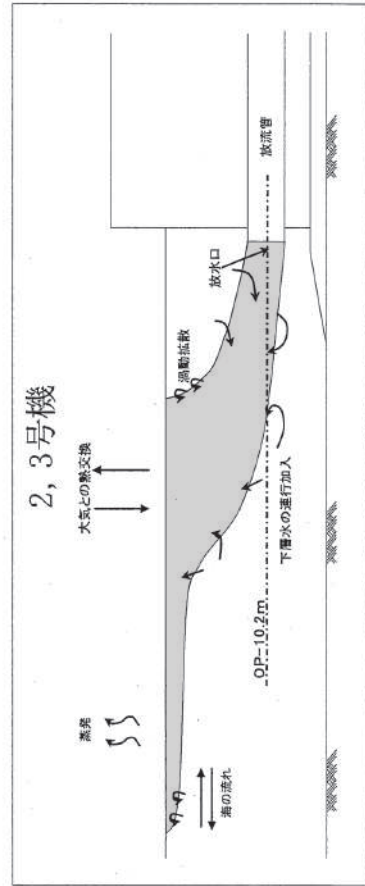 2，3号機
大気との熱交換
蒸発
渦動拡散
放水口
放流管
海の流れ
下層水の連行加入
OP-10.2m